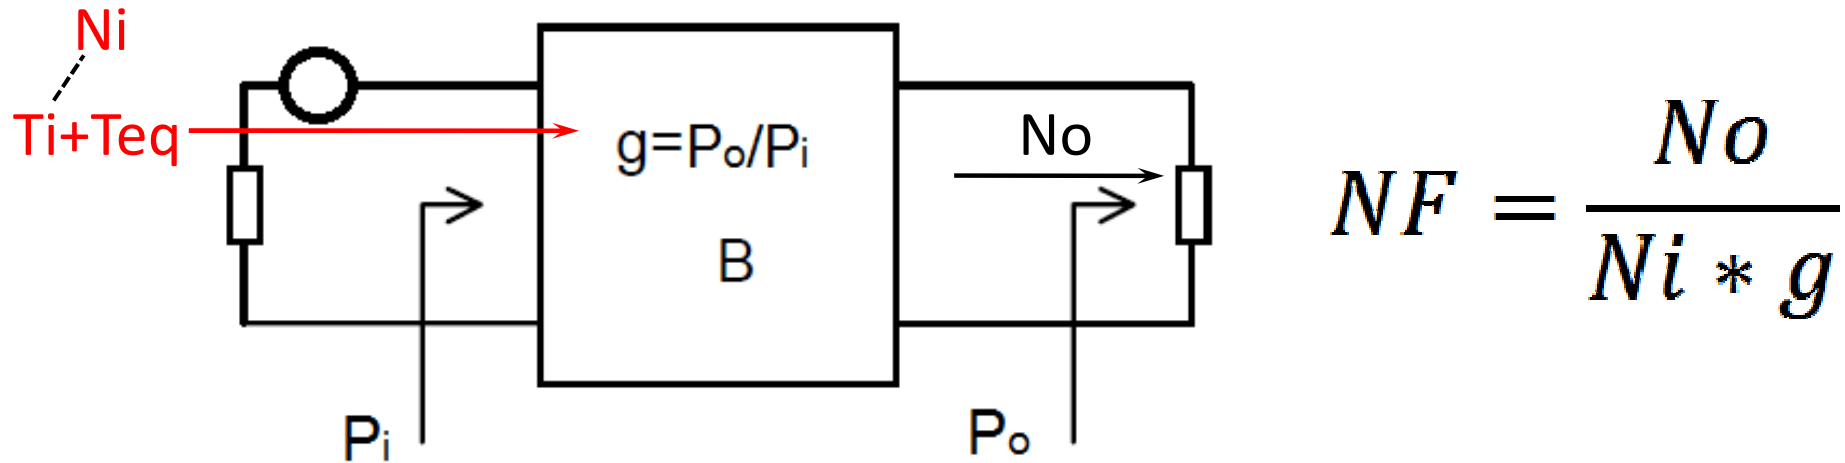 Ni
Ti+Teq
g=Po/Pi
B
No
Pi
Po
NF = No
Ni * g